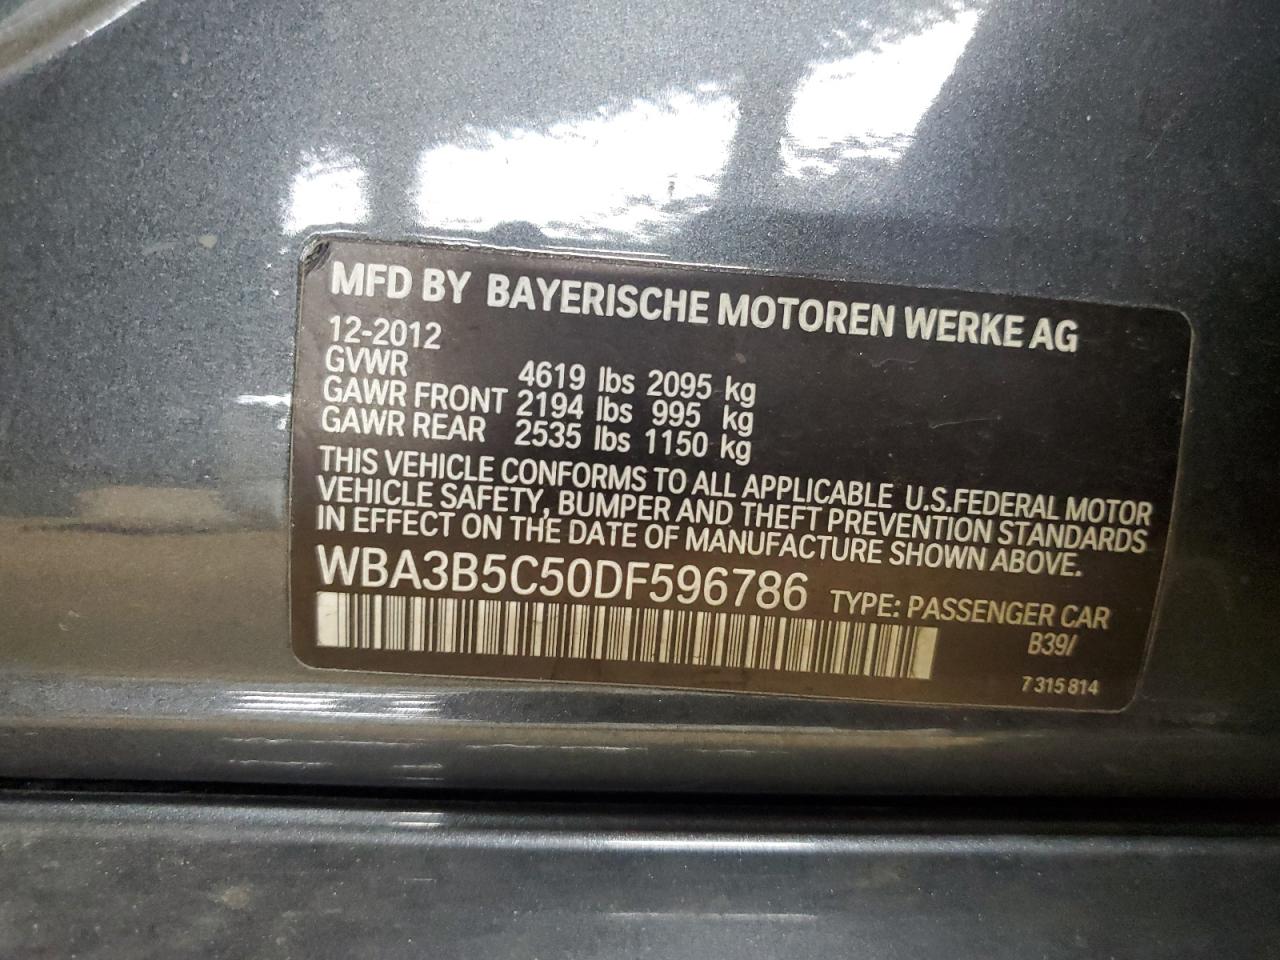 MFD BY BAYERISCHE MOTOREN WERKE AG
12-2012
GVWR 4619 lbs 2095 kg
GAWR FRONT 2194 lbs 995 kg
GAWR REAR 2535 lbs 1150 kg
THIS VEHICLE CONFORMS TO ALL APPLICABLE U.S.FEDERAL MOTOR
VEHICLE SAFETY, BUMPER AND THEFT PREVENTION STANDARDS
IN EFFECT ON THE DATE OF MANUFACTURE SHOWN ABOVE.
WBA3B5C50DF596786 TYPE: PASSENGER CAR
B39/
7 315 814